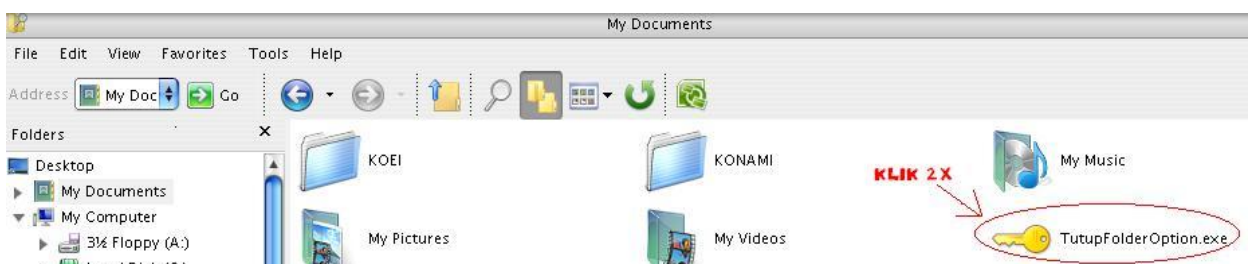 My Documents
File Edit View Favorites Tools Help
Address My Doc Go
Folders X
KOEI KONAMI My Music
Desktop
KLIK 2X
My Documents
My Computer
My Pictures My Videos TutupFolderOption.exe
3½ Floppy (A:)